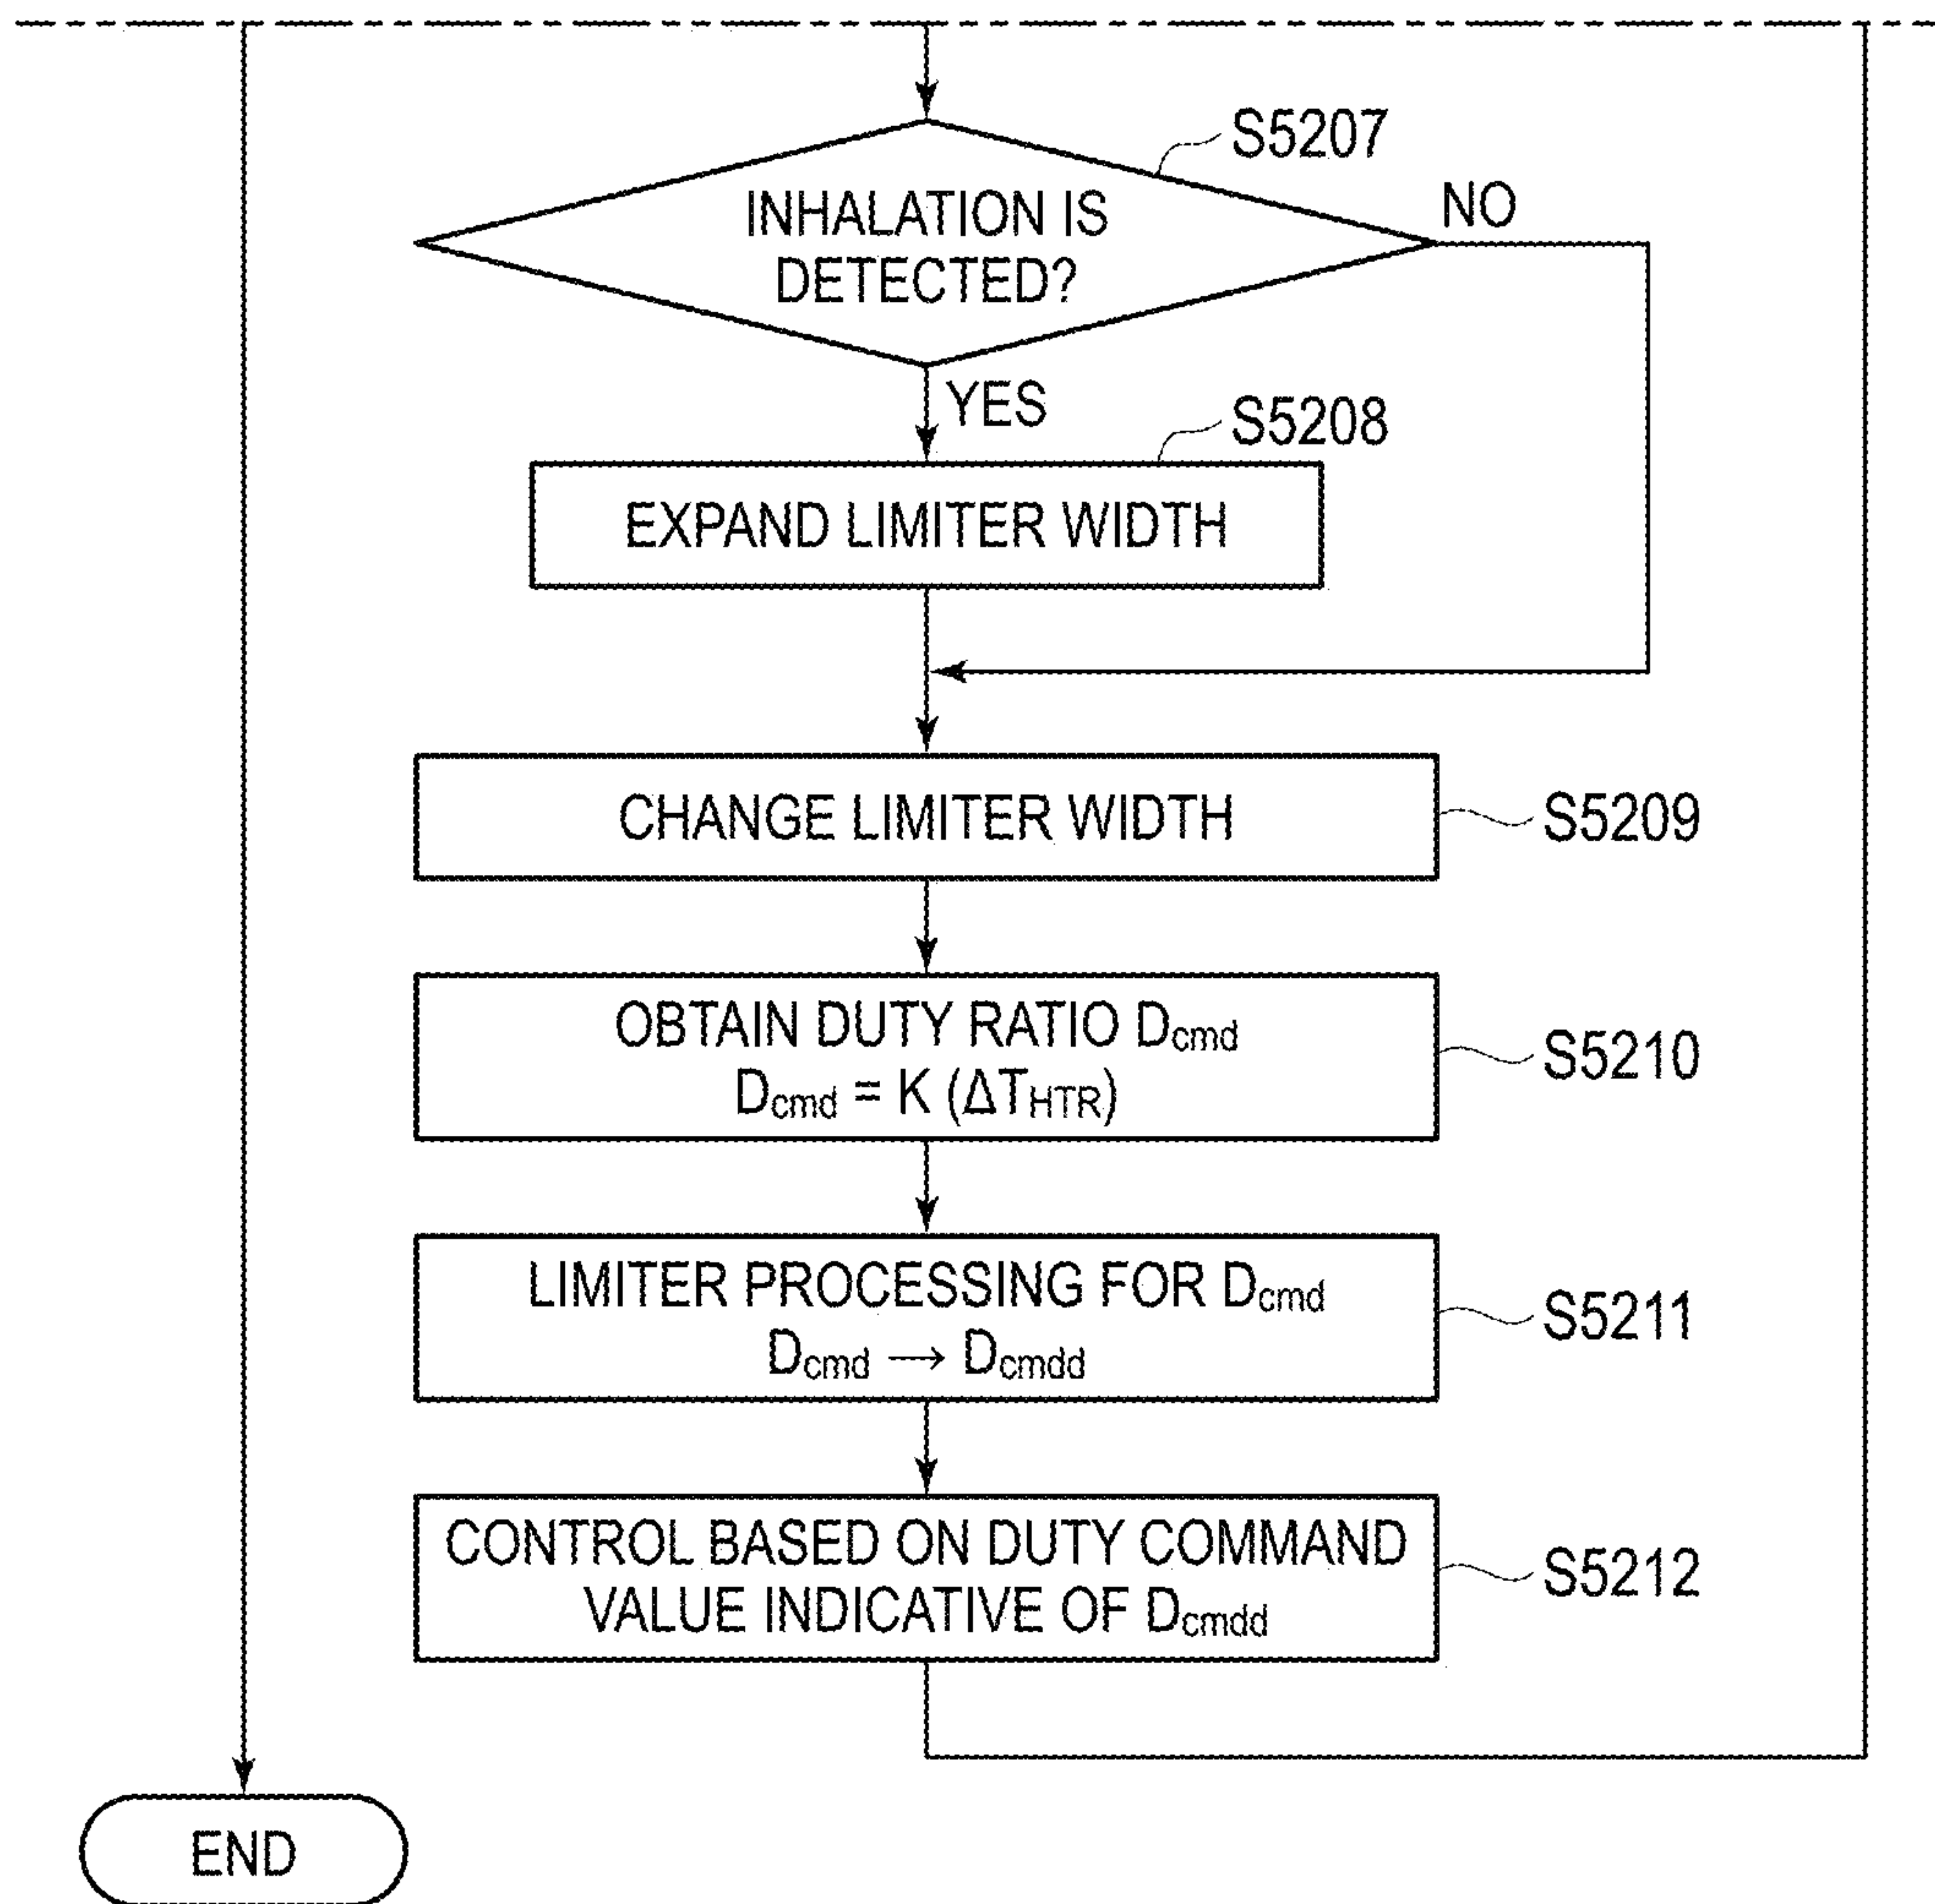 S5207
INHALATION IS
DETECTED?
NO
YES
S5208
EXPAND LIMITER WIDTH
CHANGE LIMITER WIDTH
S5209
OBTAIN DUTY RATIO Dcmd
Dcmd = K (ΔTHTR)
S5210
LIMITER PROCESSING FOR Dcmd
Dcmd → Dcmdd
S5211
CONTROL BASED ON DUTY COMMAND
VALUE INDICATIVE OF Dcmdd
S5212
END